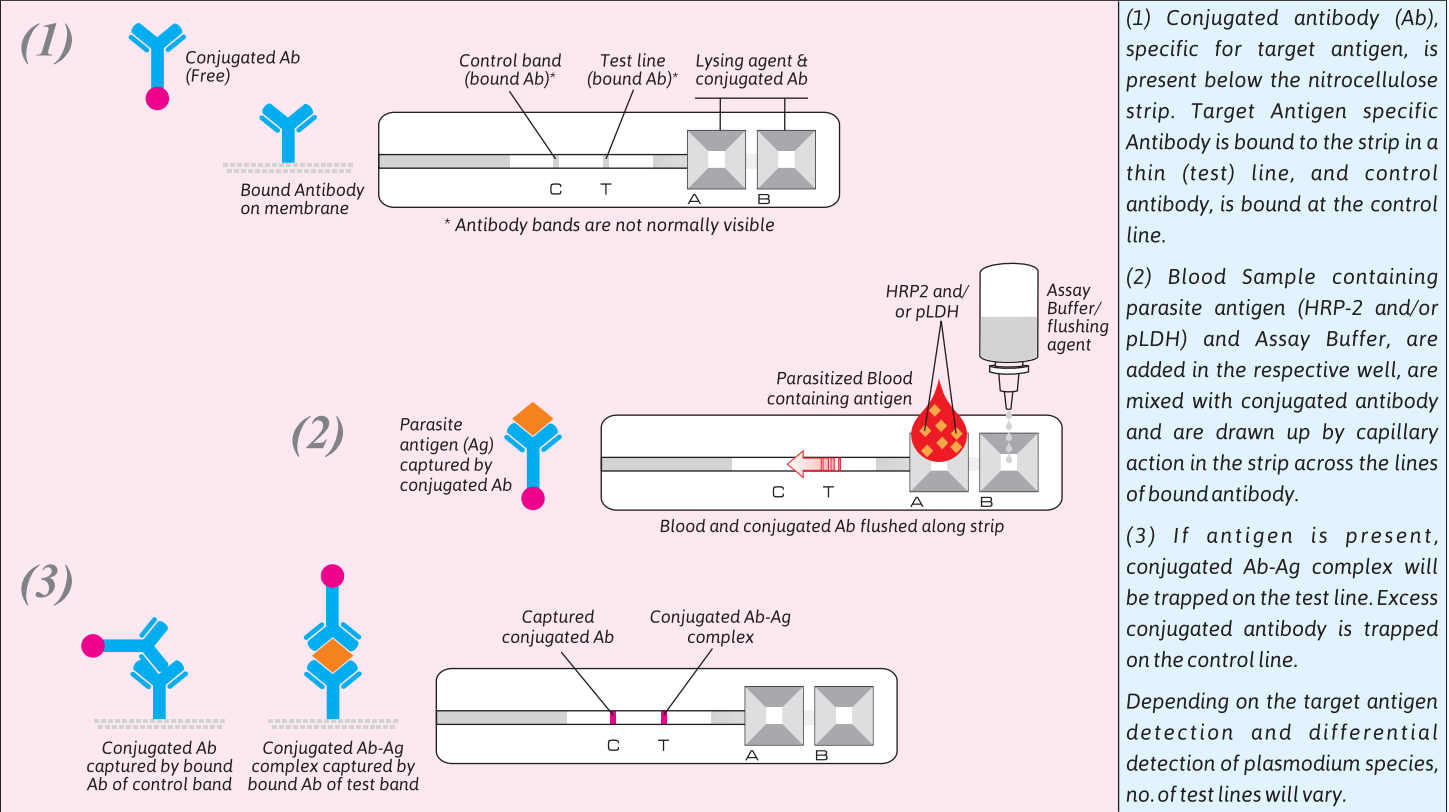 (1)
Conjugated Ab
(Free)
Bound Antibody
on membrane
Control band
(bound Ab)*
Test line
(bound Ab)*
Lysing agent &
conjugated Ab
C
T
A
B
* Antibody bands are not normally visible
(2)
Parasite
antigen (Ag)
captured by
conjugated Ab
HRP2 and/
or pLDH
Assay
Buffer/
flushing
agent
Parasitized Blood
containing antigen
C
T
A
B
Blood and conjugated Ab flushed along strip
(3)
Conjugated Ab
captured by bound
Ab of control band
Conjugated Ab-Ag
complex captured by
bound Ab of test band
Captured
conjugated Ab
Conjugated Ab-Ag
complex
C
T
A
B
(1) Conjugated antibody (Ab),
specific for target antigen, is
present below the nitrocellulose
strip. Target Antigen specific
Antibody is bound to the strip in a
thin (test) line, and control
antibody, is bound at the control
line.
(2) Blood Sample containing
parasite antigen (HRP-2 and/or
pLDH) and Assay Buffer, are
added in the respective well, are
mixed with conjugated antibody
and are drawn up by capillary
action in the strip across the lines
of bound antibody.
(3) If antigen is present,
conjugated Ab-Ag complex will
be trapped on the test line. Excess
conjugated antibody is trapped
on the control line.
Depending on the target antigen
detection and differential
detection of plasmodium species,
no. of test lines will vary.